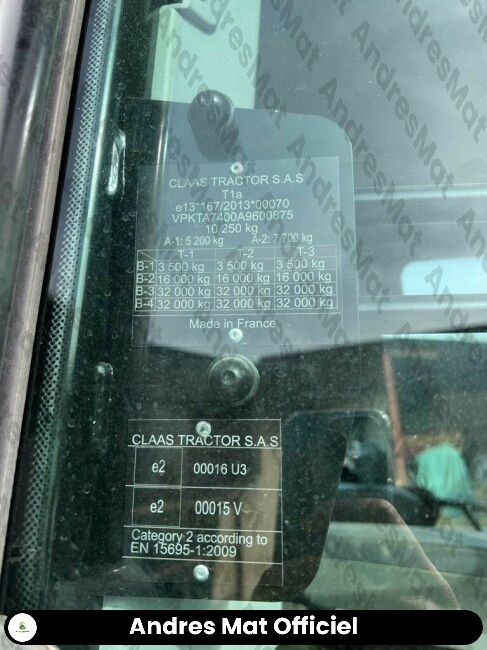 CLAAS TRACTOR S.A.S
T1a
e13*167/2013*00070
VPKTA7400A9600875
10 250 kg
A-1: 5 200 kg A-2: 7 700 kg
T-1 T-2 T-3
B-1 3 500 kg 3 500 kg 3 500 kg
B-2 16 000 kg 16 000 kg 16 000 kg
B-3 32 000 kg 32 000 kg 32 000 kg
B-4 32 000 kg 32 000 kg 32 000 kg
Made in France
CLAAS TRACTOR S.A.S
e2 00016 U3
e2 00015 V
Category 2 according to
EN 15695-1:2009
AndresMat
Andres Mat Officiel